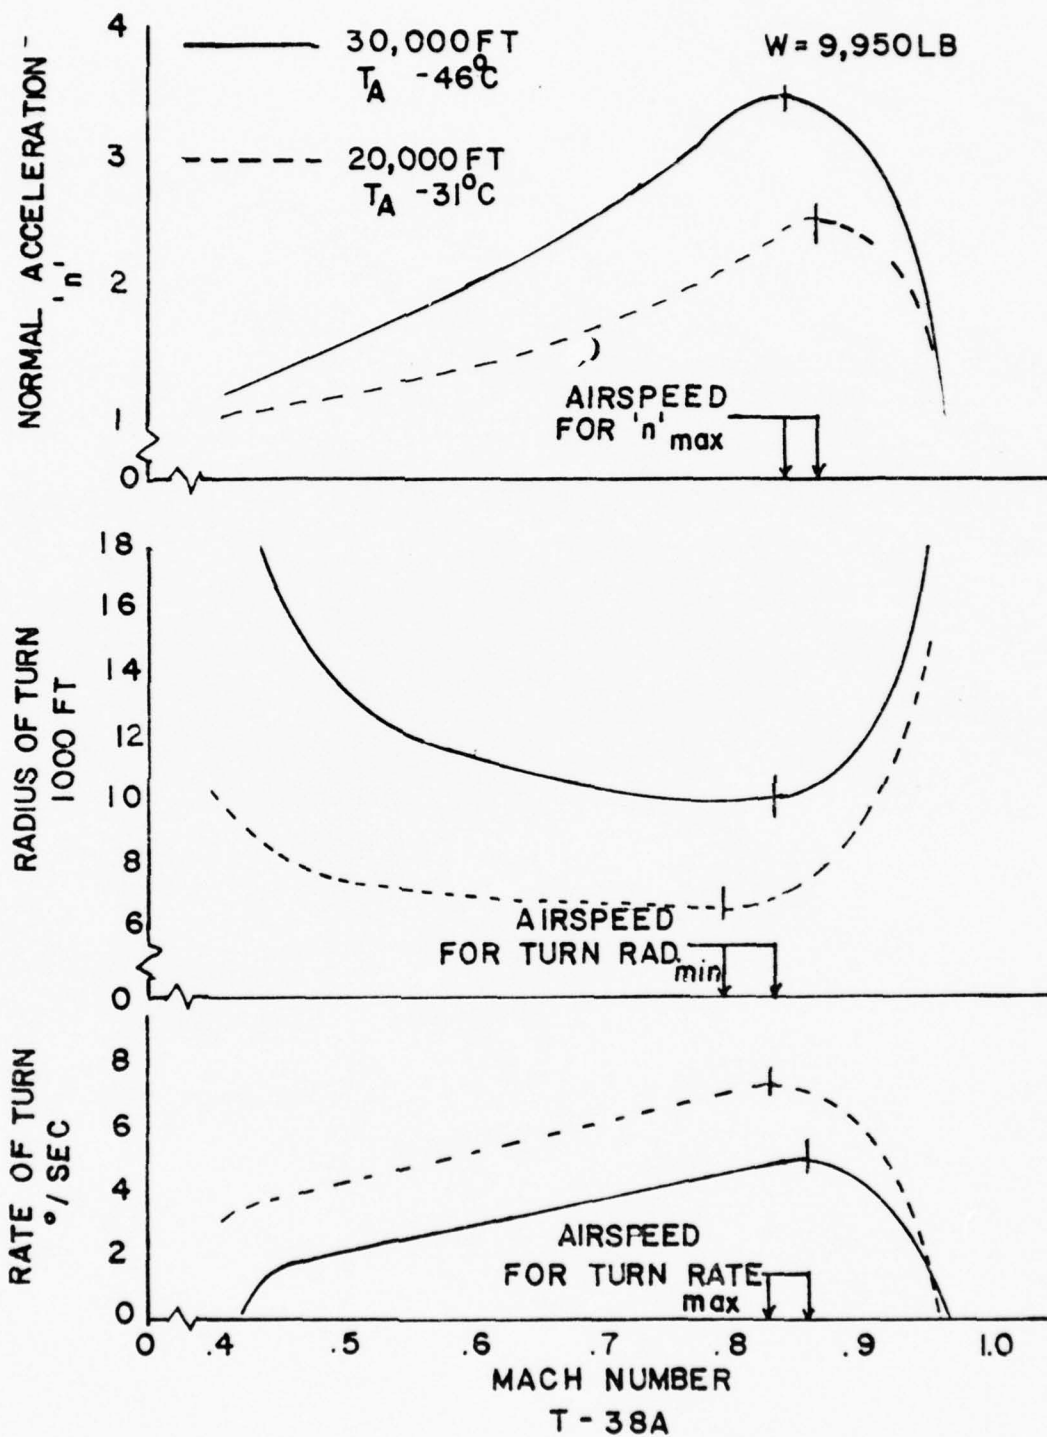 4
30,000 FT
TA -46°C
W = 9,950 LB
3
20,000 FT
TA -31°C
NORMAL ACCELERATION -
'n'
2
AIRSPEED
FOR 'n' max
1
0
18
16
14
12
10
8
6
0
RADIUS OF TURN
1000 FT
AIRSPEED
FOR TURN RAD. min
8
6
4
2
0
RATE OF TURN
°/SEC
AIRSPEED
FOR TURN RATE
max
0 .4 .5 .6 .7 .8 .9 1.0
MACH NUMBER
T-38A